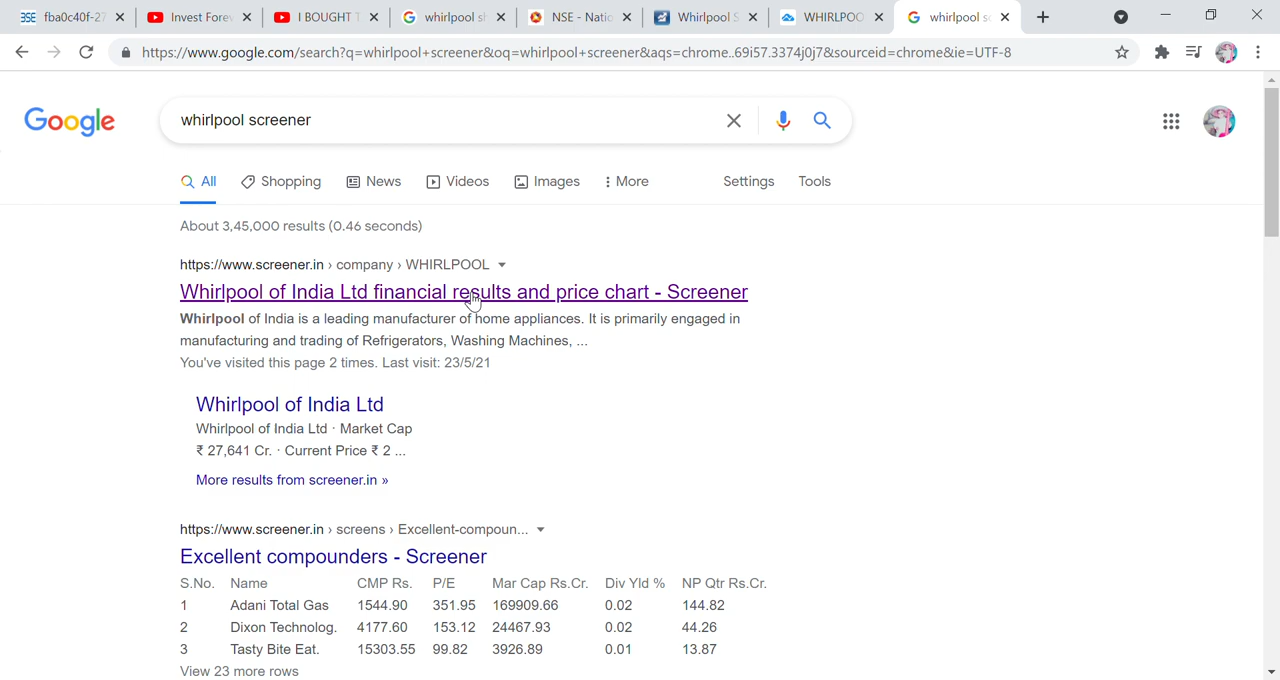 fba0c40f-27
Invest Forev
I BOUGHT T
whirlpool sh
NSE - Natio
Whirlpool S
WHIRLPOO
whirlpool sc
https://www.google.com/search?q=whirlpool+screener&oq=whirlpool+screener&aqs=chrome.69i57.3374j0j7&sourceid=chrome&ie=UTF-8
Google
whirlpool screener
All Shopping News Videos Images More Settings Tools
About 3,45,000 results (0.46 seconds)
https://www.screener.in › company › WHIRLPOOL
Whirlpool of India Ltd financial results and price chart - Screener
Whirlpool of India is a leading manufacturer of home appliances. It is primarily engaged in
manufacturing and trading of Refrigerators, Washing Machines, ...
You've visited this page 2 times. Last visit: 23/5/21
Whirlpool of India Ltd
Whirlpool of India Ltd · Market Cap
₹ 27,641 Cr. · Current Price ₹ 2 ...
More results from screener.in »
https://www.screener.in › screens › Excellent-compoun...
Excellent compounders - Screener
S.No. Name CMP Rs. P/E Mar Cap Rs.Cr. Div Yld % NP Qtr Rs.Cr.
1 Adani Total Gas 1544.90 351.95 169909.66 0.02 144.82
2 Dixon Technolog. 4177.60 153.12 24467.93 0.02 44.26
3 Tasty Bite Eat. 15303.55 99.82 3926.89 0.01 13.87
View 23 more rows